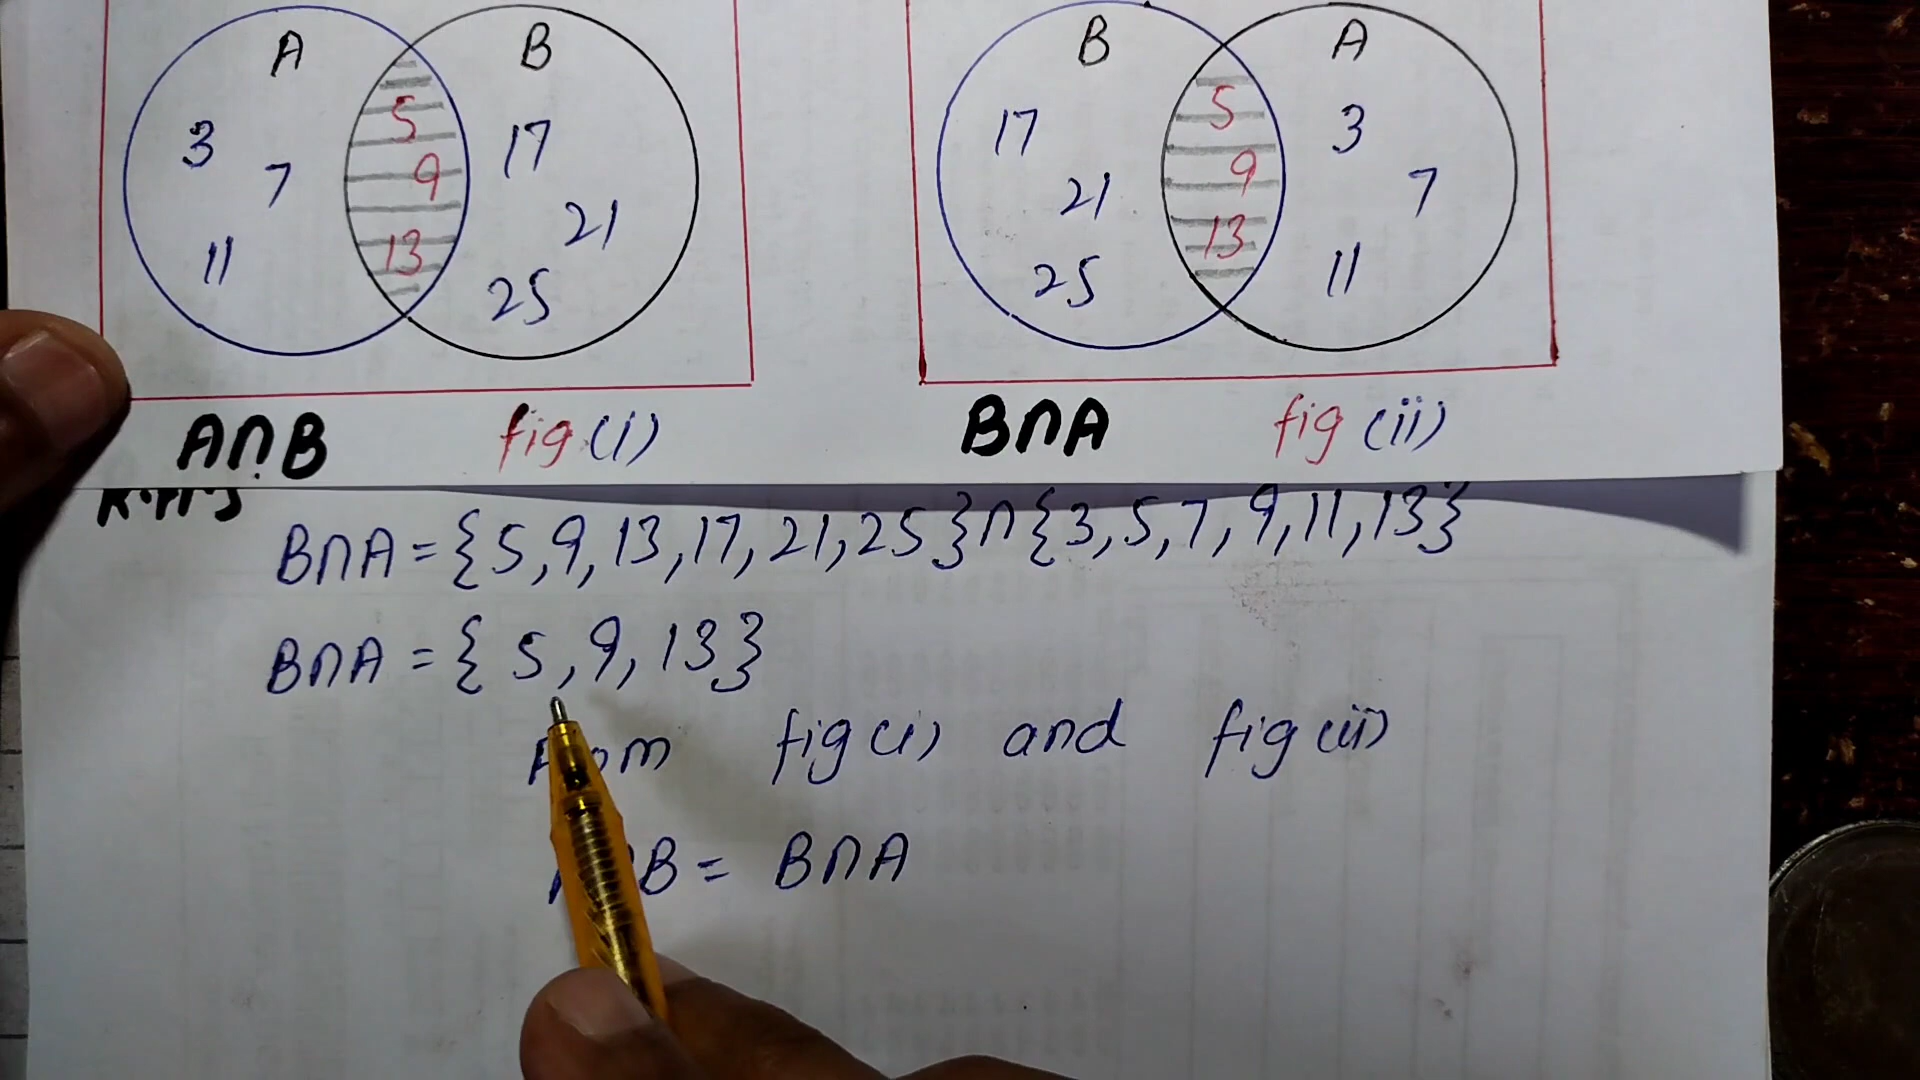 A B
3 7 11 5 9 13 17 21 25
A∩B fig (i)
B A
17 21 25 5 9 13 3 7 11
B∩A fig (ii)
B∩A = {5,9,13,17,21,25}∩{3,5,7,9,11,13}
B∩A = {5,9,13}
fig (i) and fig (ii)
B = B∩A